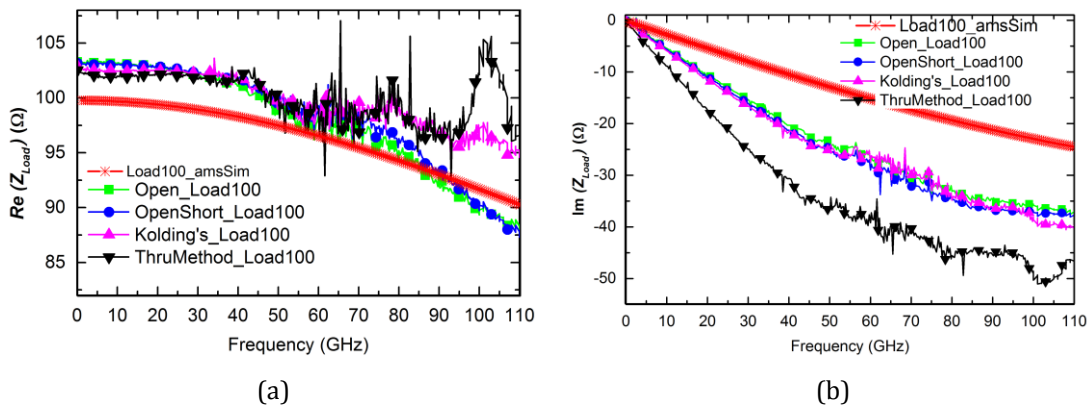 105
100
95
90
85
Re (Z_Load) (Ω)
Load100_amsSim
Open_Load100
OpenShort_Load100
Kolding's_Load100
ThruMethod_Load100
0 10 20 30 40 50 60 70 80 90 100 110
Frequency (GHz)
(a)
0
-10
-20
-30
-40
-50
Im (Z_Load) (Ω)
Load100_amsSim
Open_Load100
OpenShort_Load100
Kolding's_Load100
ThruMethod_Load100
0 10 20 30 40 50 60 70 80 90 100 110
Frequency (GHz)
(b)